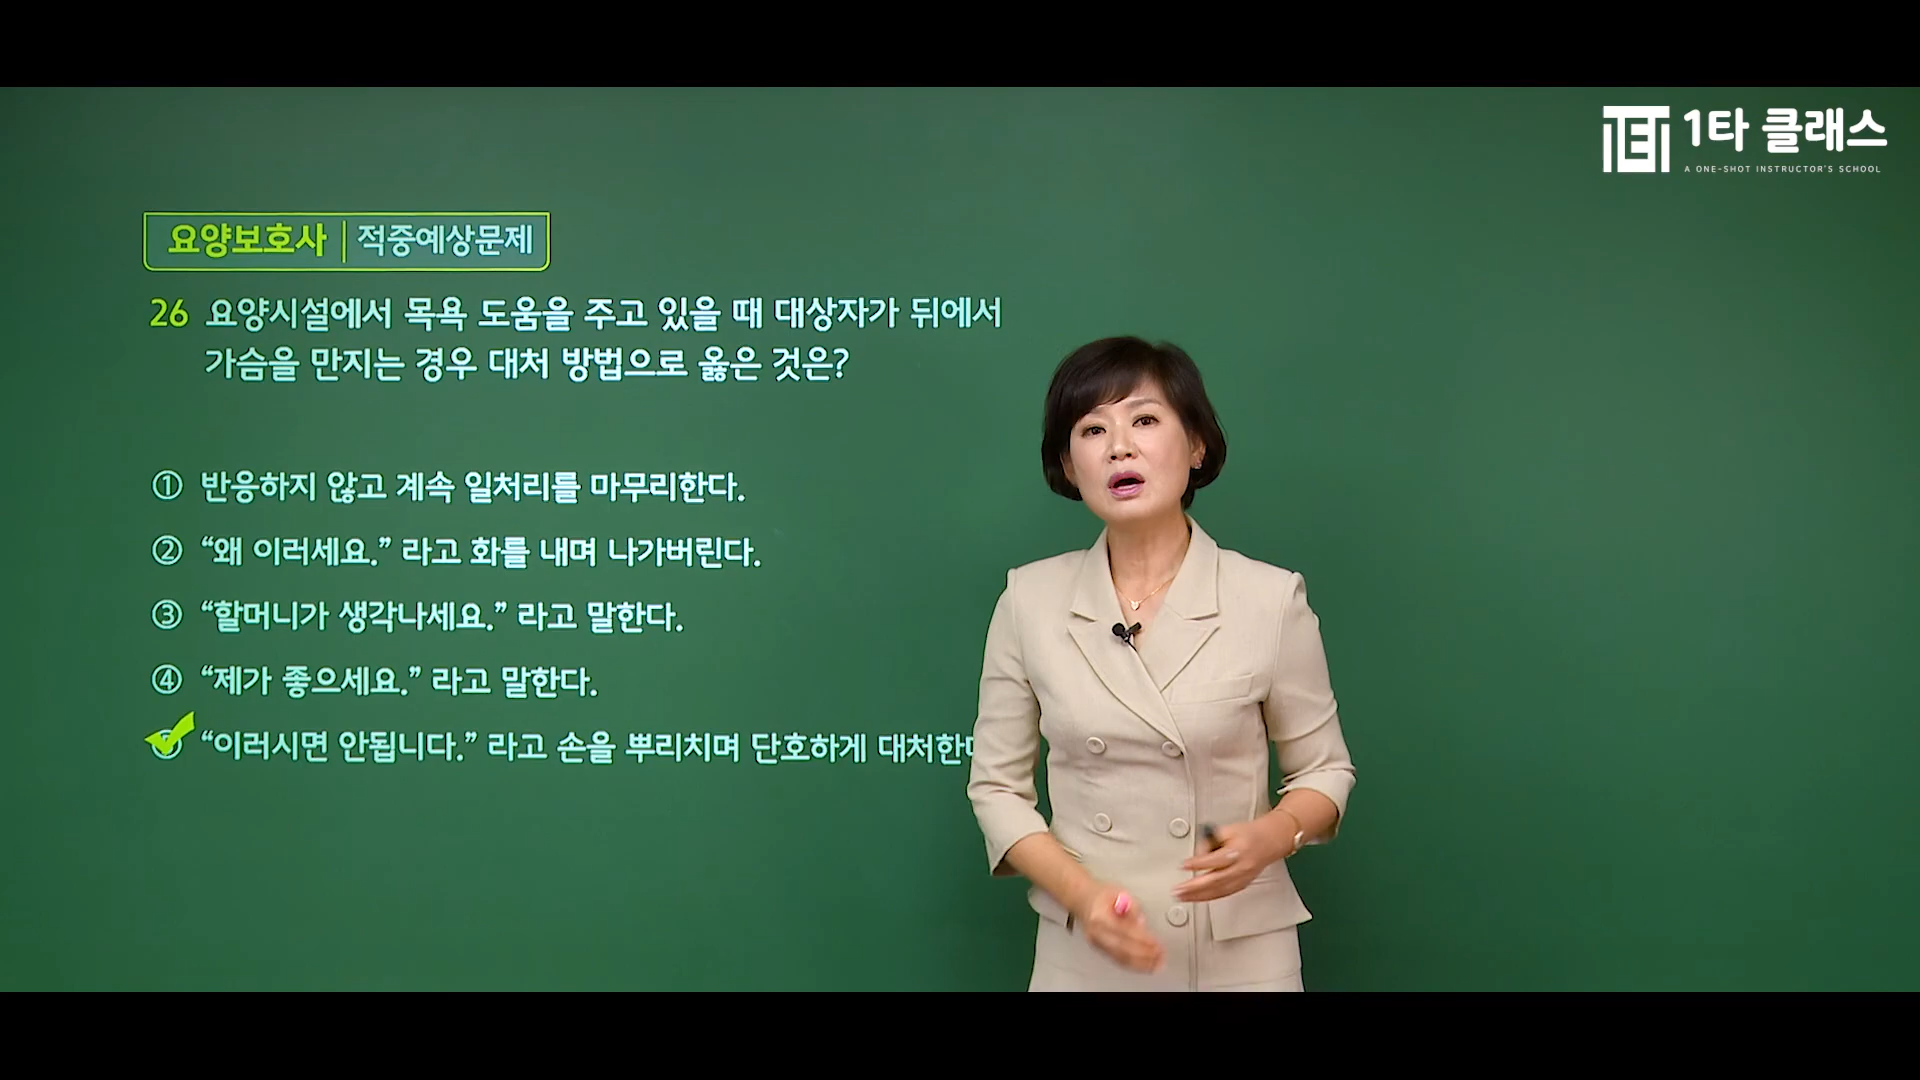 1타 클래스
A ONE-SHOT INSTRUCTOR'S SCHOOL
요양보호사 | 적중예상문제
26 요양시설에서 목욕 도움을 주고 있을 때 대상자가 뒤에서
가슴을 만지는 경우 대처 방법으로 옳은 것은?
① 반응하지 않고 계속 일처리를 마무리한다.
② “왜 이러세요.” 라고 화를 내며 나가버린다.
③ “할머니가 생각나세요.” 라고 말한다.
④ “제가 좋으세요.” 라고 말한다.
“이러시면 안됩니다.” 라고 손을 뿌리치며 단호하게